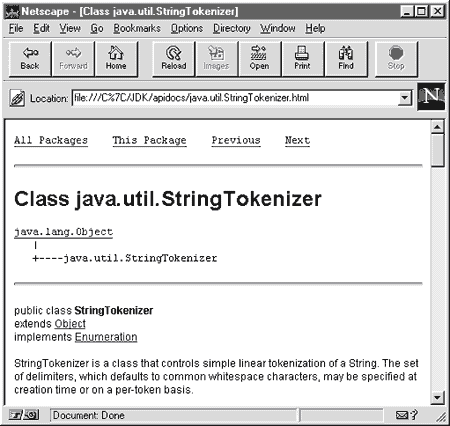 Netscape - [Class java.util.StringTokenizer]
File Edit View Go Bookmarks Options Directory Window Help
Back Forward Home Reload Images Open Print Find Stop
Location: file:///C%7C/JDK/apidocs/java.util.StringTokenizer.html
N
All Packages This Package Previous Next
Class java.util.StringTokenizer
java.lang.Object
|
+----java.util.StringTokenizer
public class StringTokenizer
extends Object
implements Enumeration
StringTokenizer is a class that controls simple linear tokenization of a String. The set
of delimiters, which defaults to common whitespace characters, may be specified at
creation time or on a per-token basis.
Document: Done
?